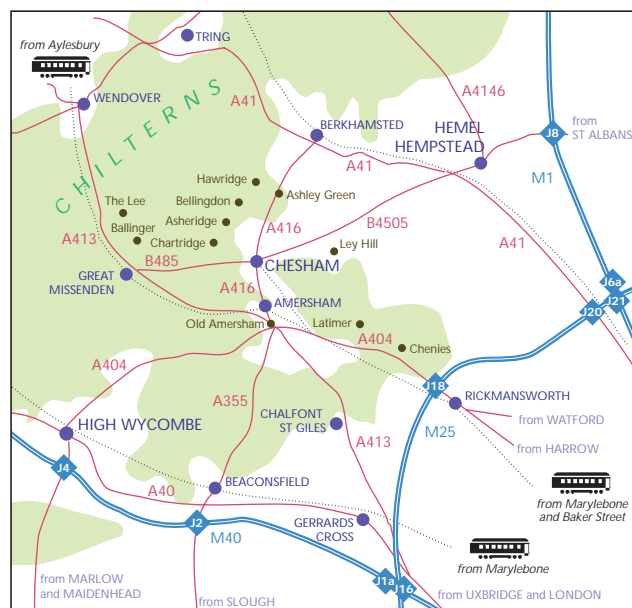 from Aylesbury
TRING
A4146
WENDOVER
CHILTERNS
A41
BERKHAMSTED
HEMEL
HEMPSTEAD
J8
from
ST ALBANS
M1
A41
Hawridge
Ashley Green
The Lee
Bellingdon
Ballinger
Asheridge
A416
B4505
Chartridge
Ley Hill
A41
A413
B485
CHESHAM
GREAT
MISSENDEN
A416
J6a
J21
J20
AMERSHAM
Old Amersham
Latimer
A404
Chenies
A404
J18
RICKMANSWORTH
A355
CHALFONT
ST GILES
from WATFORD
HIGH WYCOMBE
A413
M25
from HARROW
J4
BEACONSFIELD
A40
from Marylebone
and Baker Street
J2
M40
GERRARDS
CROSS
from Marylebone
from MARLOW
and MAIDENHEAD
from SLOUGH
J1a
J16
from UXBRIDGE and LONDON